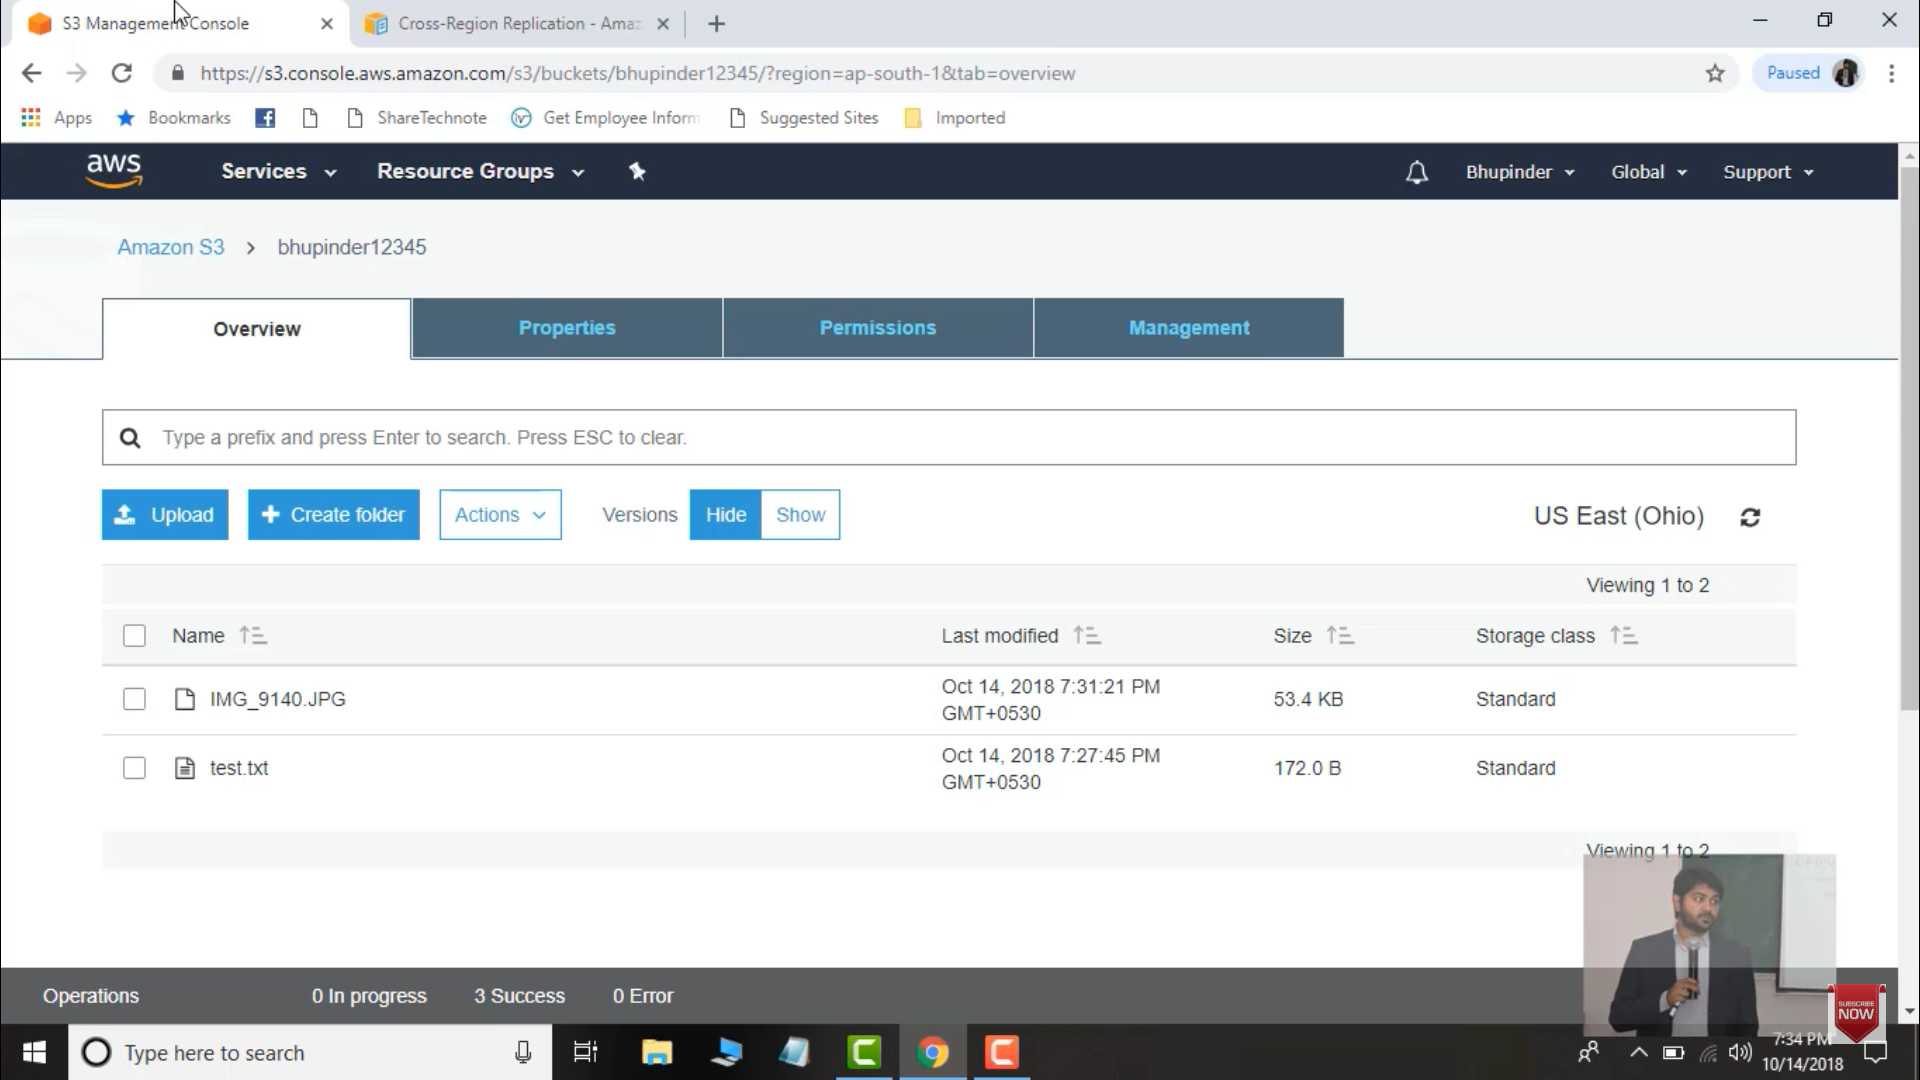 S3 Management Console
Cross-Region Replication - Amaz
https://s3.console.aws.amazon.com/s3/buckets/bhupinder12345/?region=ap-south-1&tab=overview
Paused
Apps
Bookmarks
ShareTechnote
Get Employee Inform
Suggested Sites
Imported
aws
Services
Resource Groups
Bhupinder
Global
Support
Amazon S3 > bhupinder12345
Overview
Properties
Permissions
Management
Type a prefix and press Enter to search. Press ESC to clear.
Upload
+ Create folder
Actions
Versions
Hide
Show
US East (Ohio)
Viewing 1 to 2
Name
Last modified
Size
Storage class
IMG_9140.JPG
Oct 14, 2018 7:31:21 PM
GMT+0530
53.4 KB
Standard
test.txt
Oct 14, 2018 7:27:45 PM
GMT+0530
172.0 B
Standard
Viewing 1 to 2
Operations
0 In progress
3 Success
0 Error
SUBSCRIBE
NOW
Type here to search
7:34 PM
10/14/2018